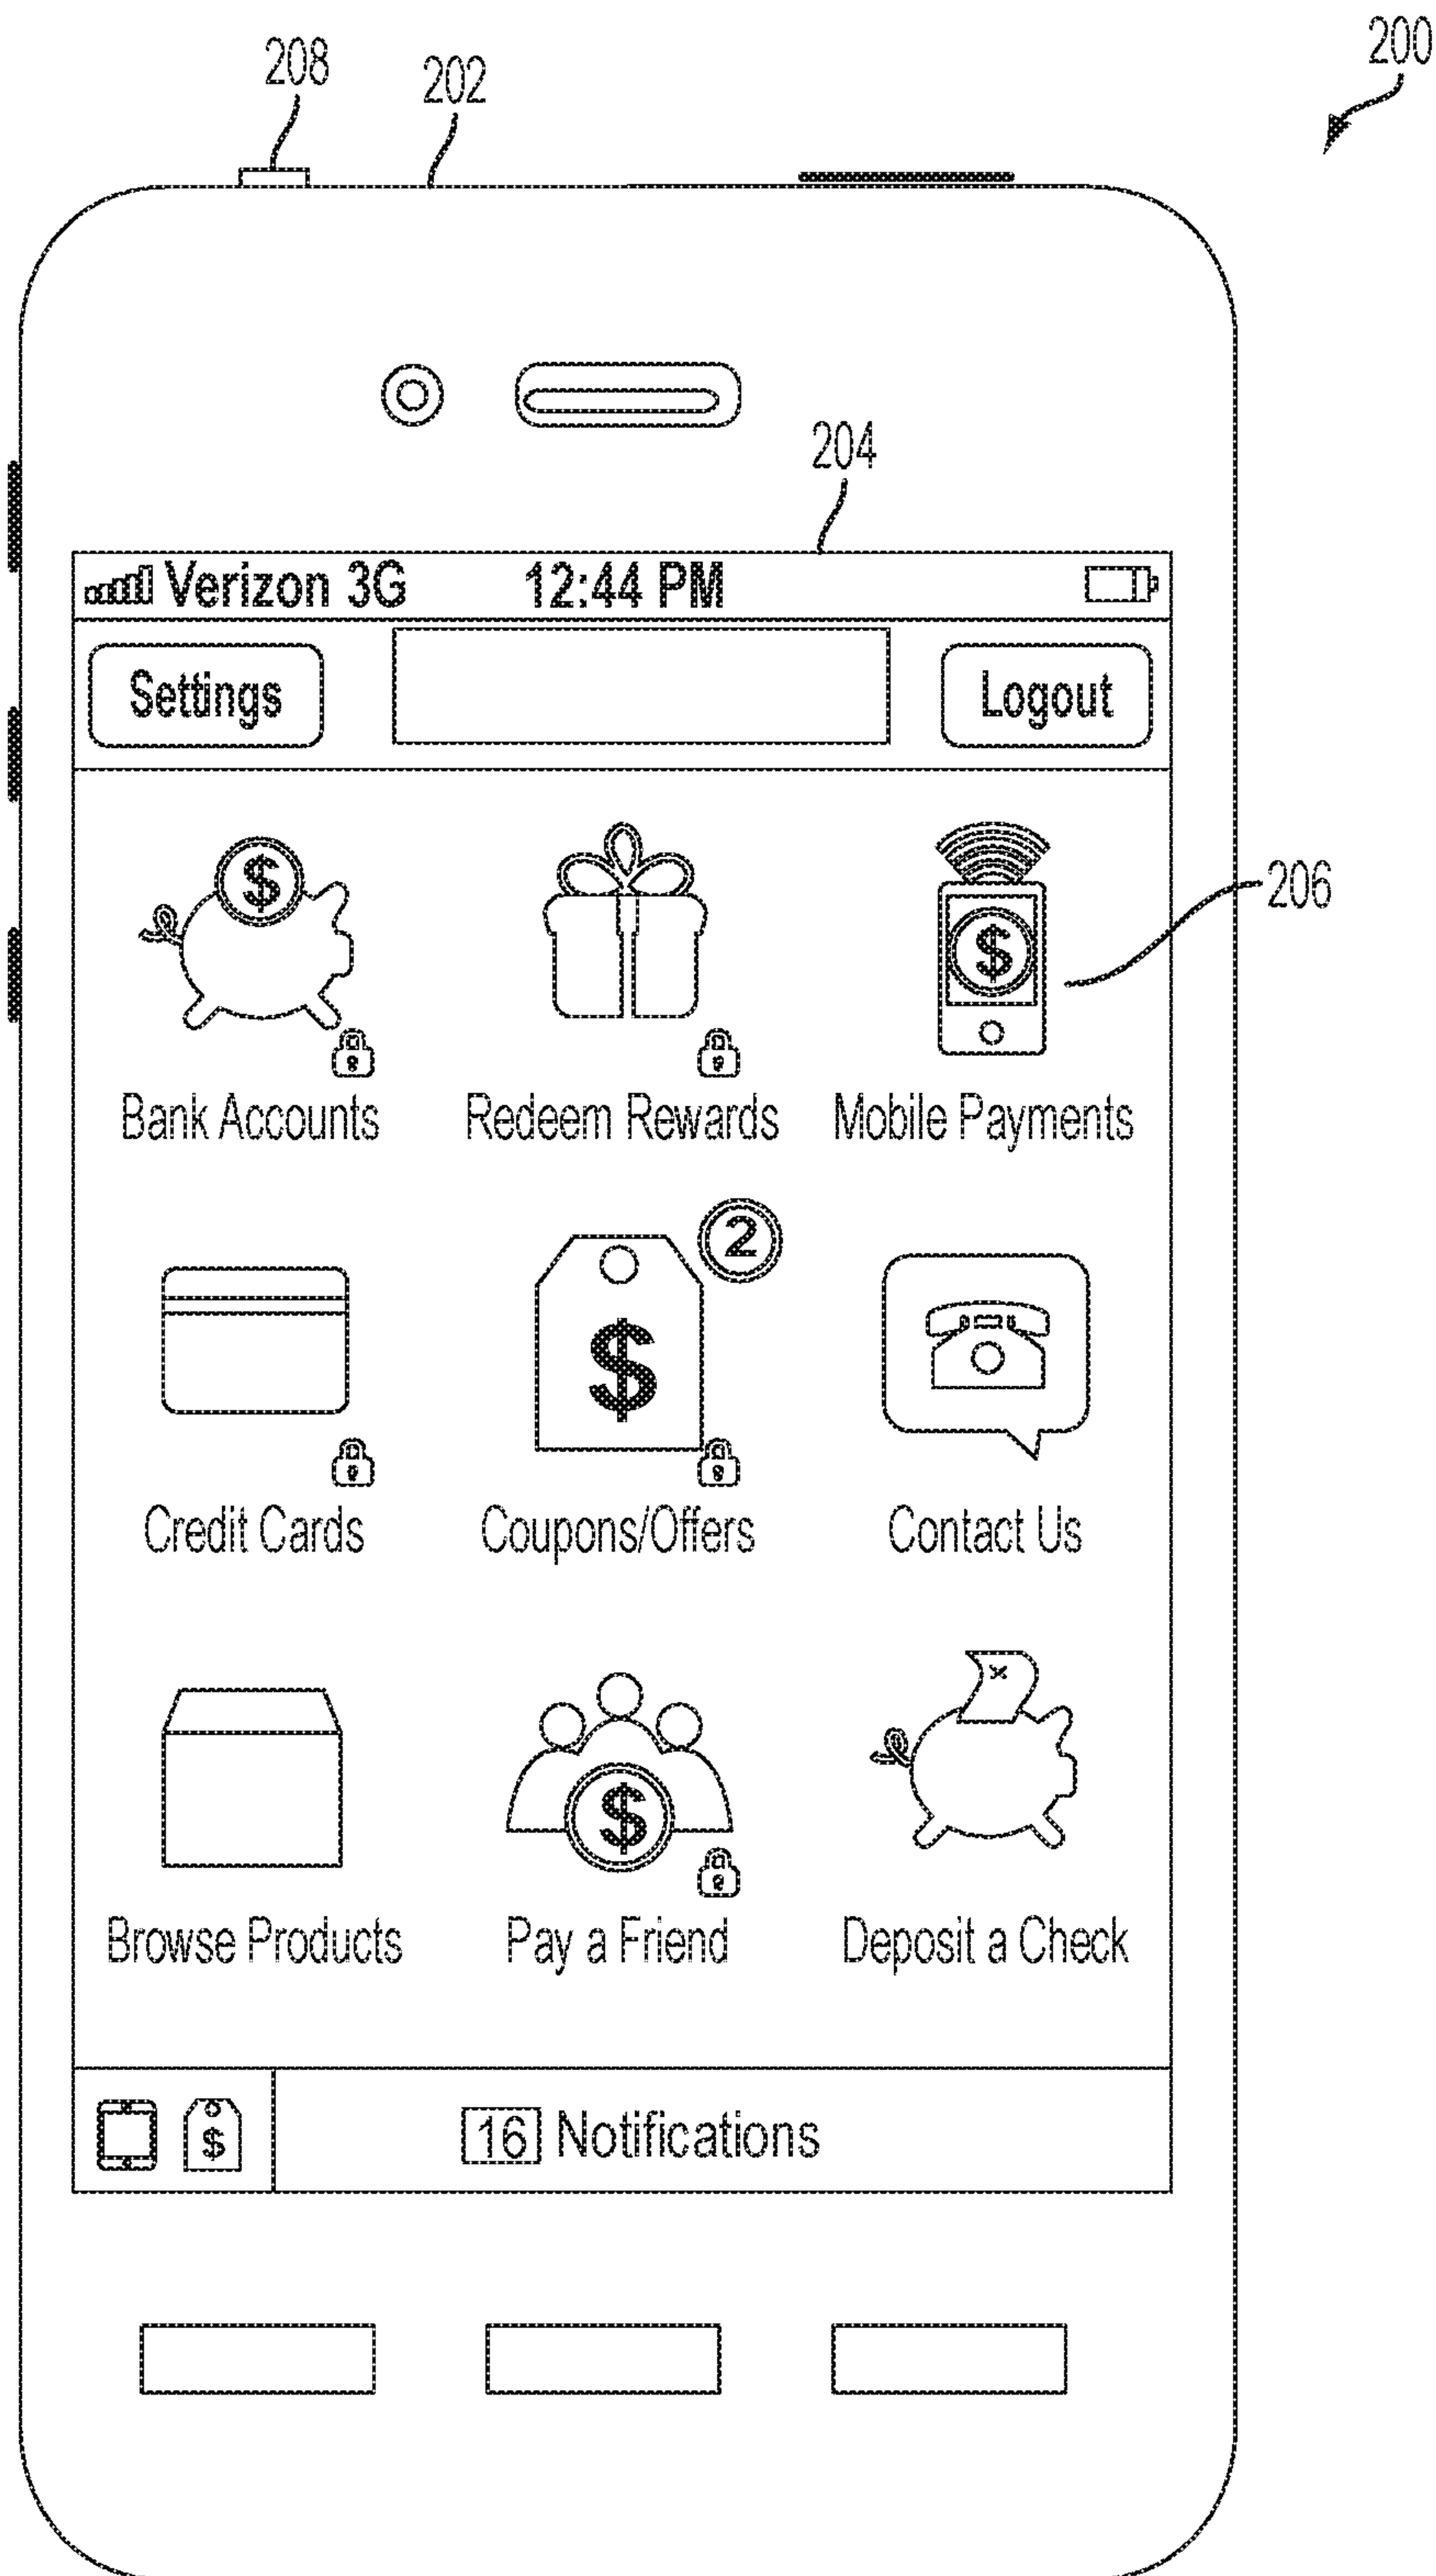 200
208
202
204
Verizon 3G 12:44 PM
Settings Logout
$ $
206
Bank Accounts Redeem Rewards Mobile Payments
2
$
Credit Cards Coupons/Offers Contact Us
x
$
Browse Products Pay a Friend Deposit a Check
$ 16 Notifications